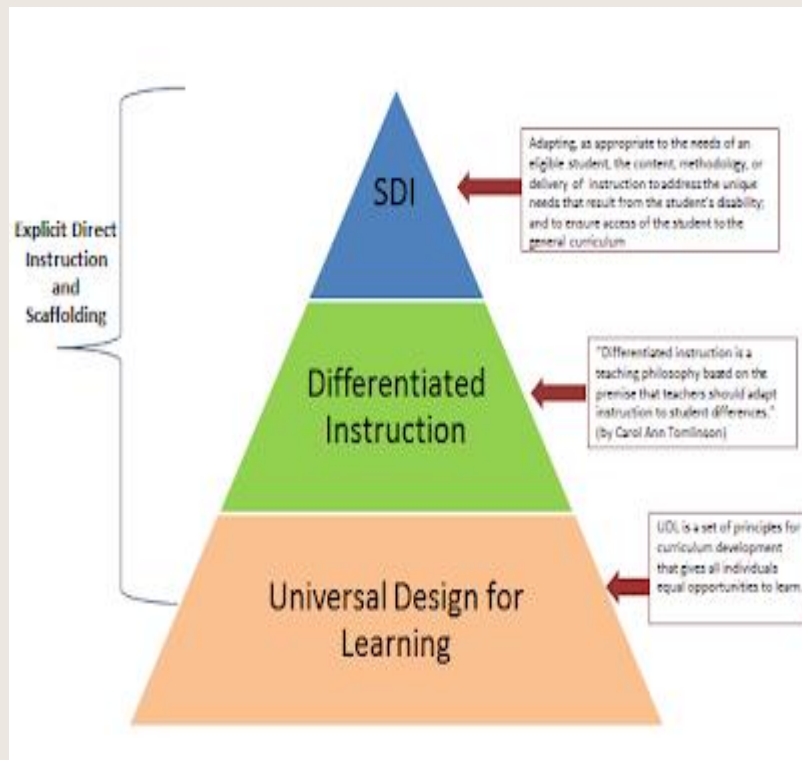 SDI
Adapting, as appropriate to the needs of an
eligible student, the content, methodology, or
delivery of instruction to address the unique
needs that result from the student's disability;
and to ensure access of the student to the
general curriculum
Explicit Direct
Instruction
and
Scaffolding
Differentiated
Instruction
"Differentiated instruction is a
teaching philosophy based on the
premise that teachers should adapt
instruction to student differences."
(by Carol Ann Tomlinson)
Universal Design for
Learning
UDL is a set of principles for
curriculum development
that gives all individuals
equal opportunities to learn